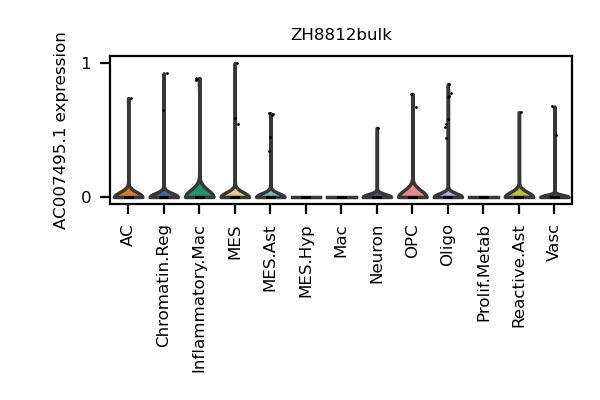 ZH8812bulk
AC007495.1 expression
1
0
AC
Chromatin.Reg
Inflammatory.Mac
MES
MES.Ast
MES.Hyp
Mac
Neuron
OPC
Oligo
Prolif.Metab
Reactive.Ast
Vasc